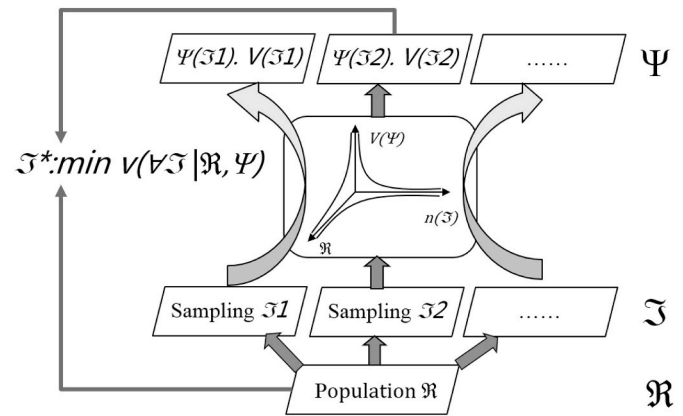 Ψ(ℑ1). V(ℑ1)
Ψ(ℑ2). V(ℑ2)
……
Ψ
V(Ψ)
ℑ*:min v(∀ℑ|ℜ,Ψ)
n(ℑ)
ℜ
Sampling ℑ1
Sampling ℑ2
……
ℑ
Population ℜ
ℜ